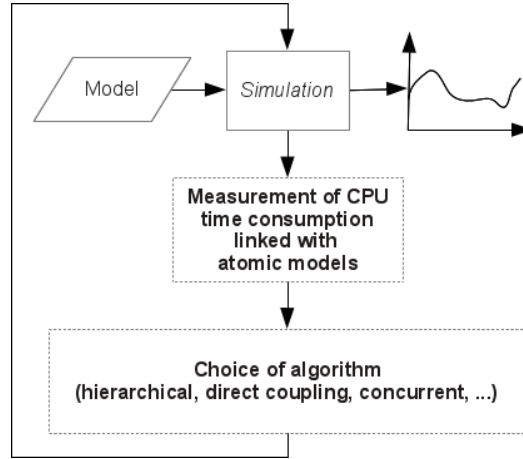 Model
Simulation
Measurement of CPU
time consumption
linked with
atomic models
Choice of algorithm
(hierarchical, direct coupling, concurrent, ...)